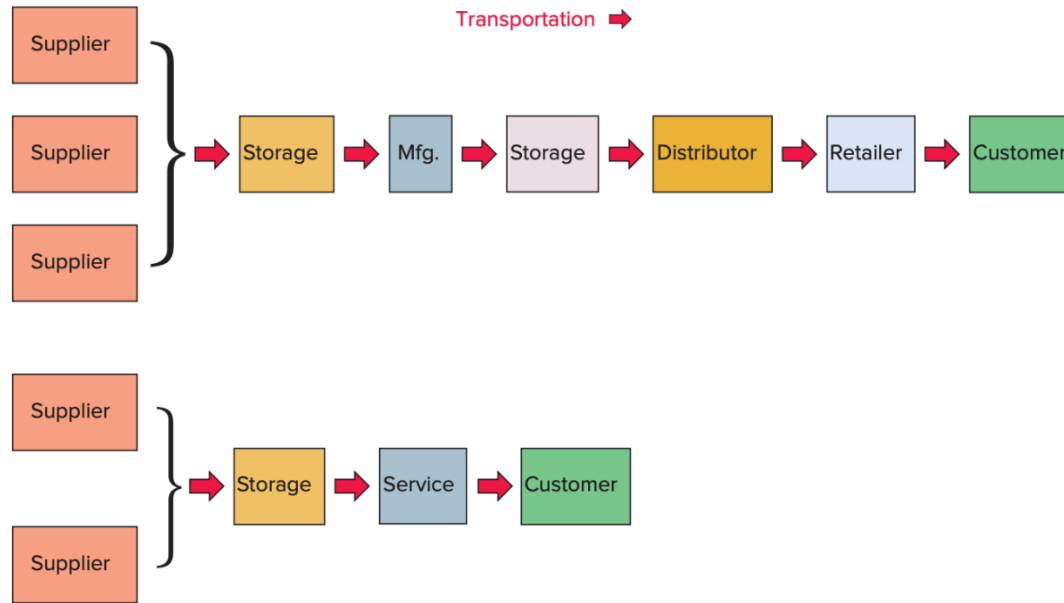 Transportation
Supplier
Supplier
Supplier
Storage
Mfg.
Storage
Distributor
Retailer
Customer
Supplier
Supplier
Storage
Service
Customer